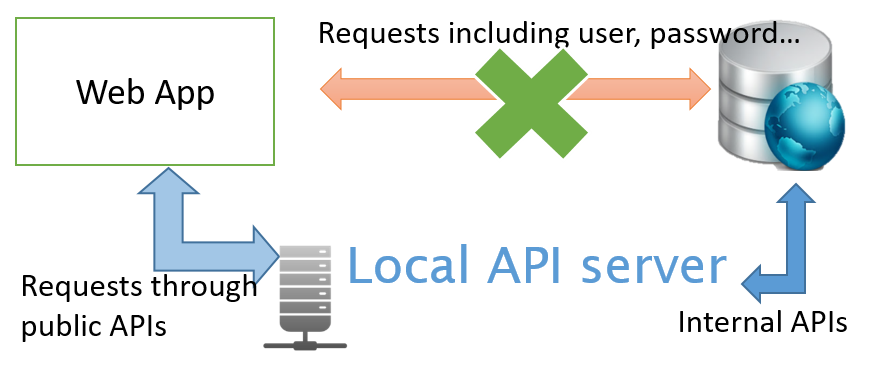 Requests including user, password...
Web App
Local API server
Requests through
public APIs
Internal APIs